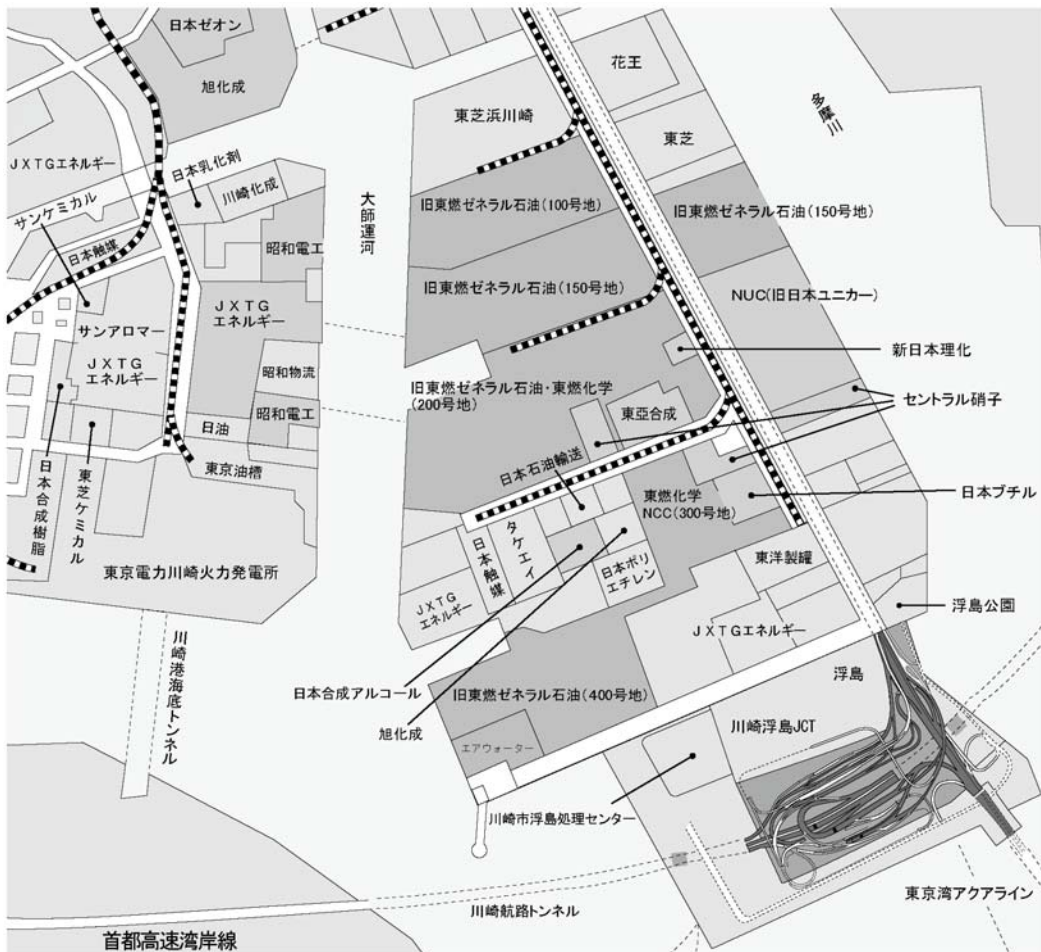 日本ゼオン
旭化成
花王
東芝浜川崎
東芝
多摩川
JXTGエネルギー
日本乳化剤
川崎化成
サンケミカル
大師運河
旧東燃ゼネラル石油(100号地)
旧東燃ゼネラル石油(150号地)
日本触媒
昭和電工
旧東燃ゼネラル石油(150号地)
NUC(旧日本ユニカー)
JXTG
エネルギー
サンアロマー
JXTG
エネルギー
新日本理化
昭和物流
旧東燃ゼネラル石油・東燃化学
(200号地)
東亞合成
セントラル硝子
昭和電工
日油
東京油槽
日本石油輸送
日本合成樹脂
東芝ケミカル
東燃化学
NCC(300号地)
日本ブチル
日本触媒
タケエイ
日本ポリ
エチレン
東洋製罐
東京電力川崎火力発電所
JXTG
エネルギー
浮島公園
JXTGエネルギー
川崎港海底トンネル
日本合成アルコール
旧東燃ゼネラル石油(400号地)
浮島
旭化成
川崎浮島JCT
エアウォーター
川崎市浮島処理センター
川崎航路トンネル
東京湾アクアライン
首都高速湾岸線